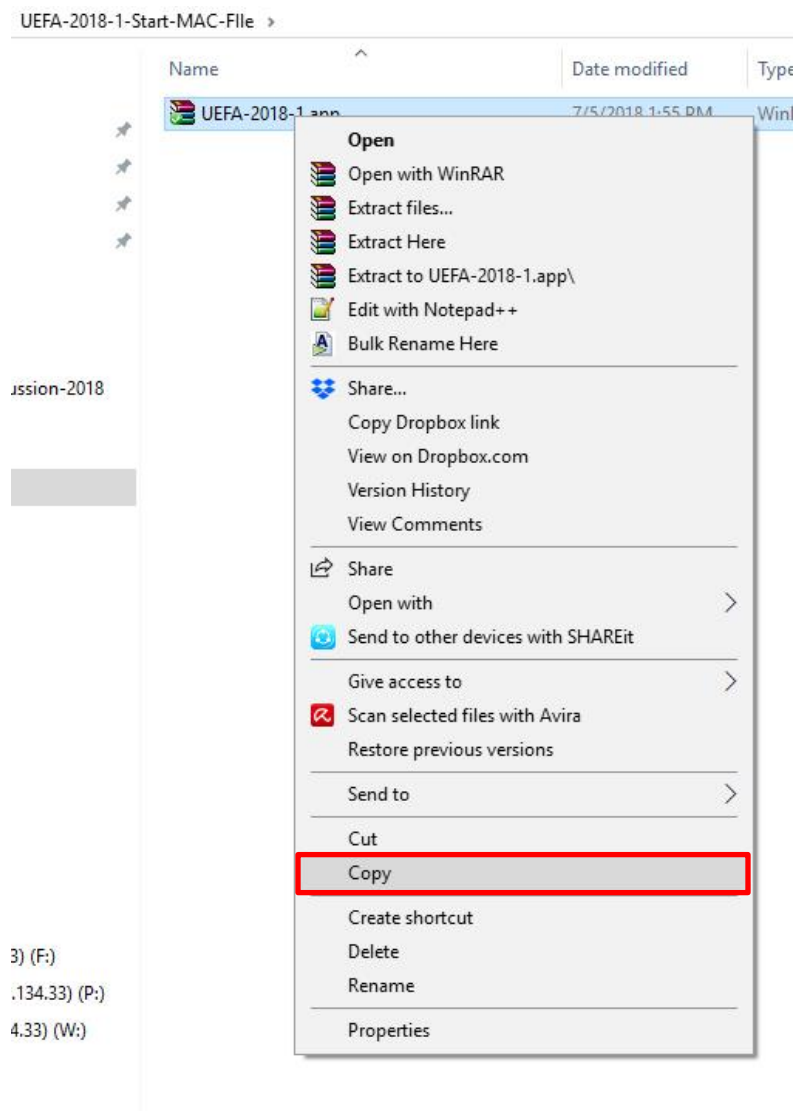 UEFA-2018-1-Start-MAC-FIle >
Name Date modified Type
UEFA-2018-1.app 7/5/2018 1:55 PM Win
Open
Open with WinRAR
Extract files...
Extract Here
Extract to UEFA-2018-1.app\
Edit with Notepad++
Bulk Rename Here
ussion-2018
Share...
Copy Dropbox link
View on Dropbox.com
Version History
View Comments
Share
Open with
Send to other devices with SHAREit
Give access to
Scan selected files with Avira
Restore previous versions
Send to
Cut
Copy
Create shortcut
Delete
3) (F:)
Rename
.134.33) (P:)
4.33) (W:)
Properties